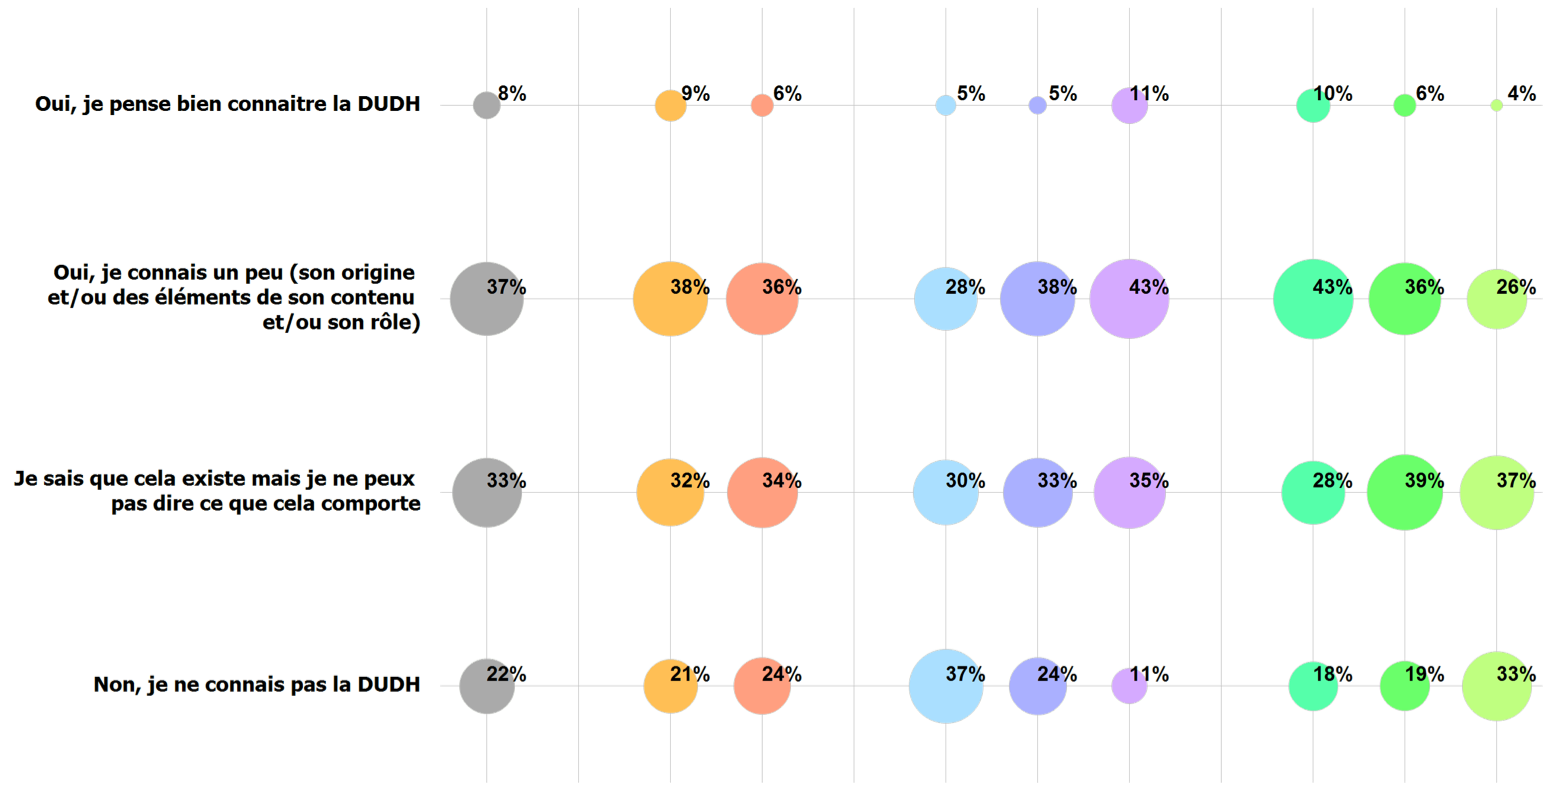 Oui, je pense bien connaitre la DUDH
8% 9% 6% 5% 5% 11% 10% 6% 4%
Oui, je connais un peu (son origine
et/ou des éléments de son contenu
et/ou son rôle)
37% 38% 36% 28% 38% 43% 43% 36% 26%
Je sais que cela existe mais je ne peux
pas dire ce que cela comporte
33% 32% 34% 30% 33% 35% 28% 39% 37%
Non, je ne connais pas la DUDH
22% 21% 24% 37% 24% 11% 18% 19% 33%